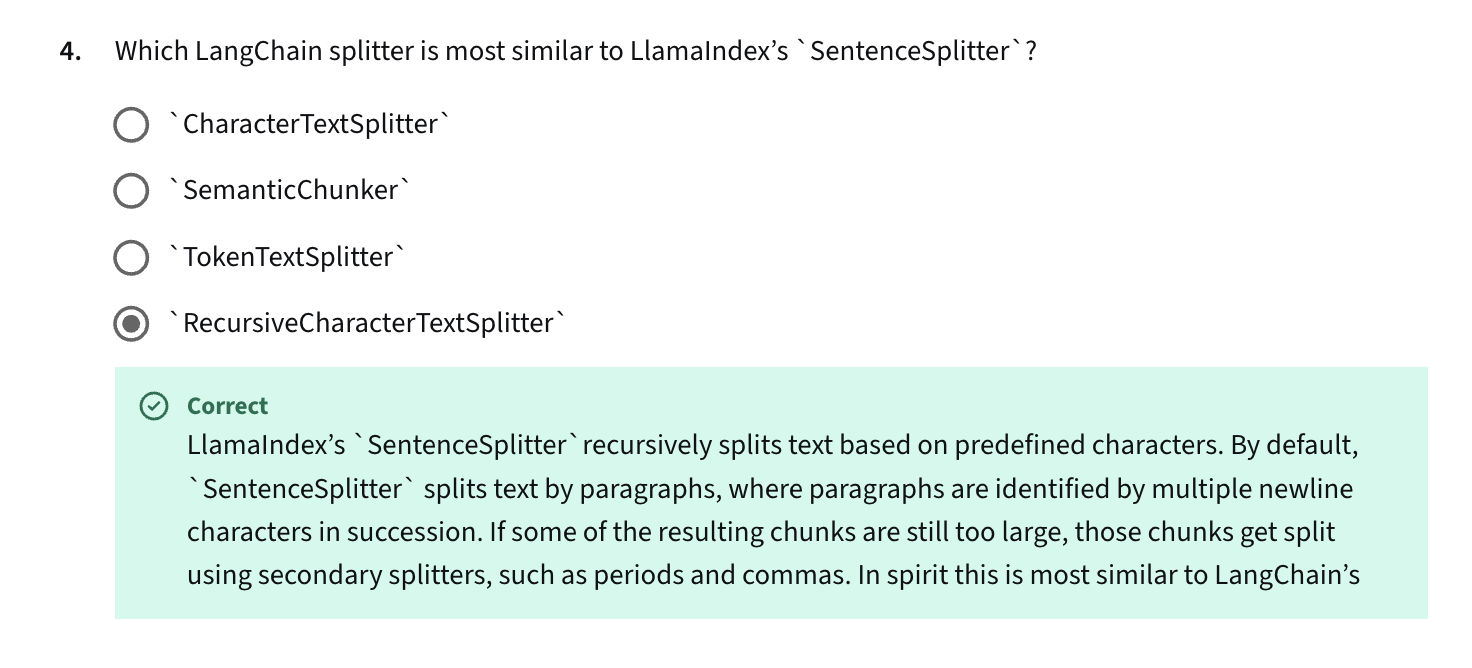 4. Which LangChain splitter is most similar to LlamaIndex’s `SentenceSplitter`?
`CharacterTextSplitter`
`SemanticChunker`
`TokenTextSplitter`
`RecursiveCharacterTextSplitter`
Correct
LlamaIndex’s `SentenceSplitter`recursively splits text based on predefined characters. By default,
`SentenceSplitter` splits text by paragraphs, where paragraphs are identified by multiple newline
characters in succession. If some of the resulting chunks are still too large, those chunks get split
using secondary splitters, such as periods and commas. In spirit this is most similar to LangChain’s